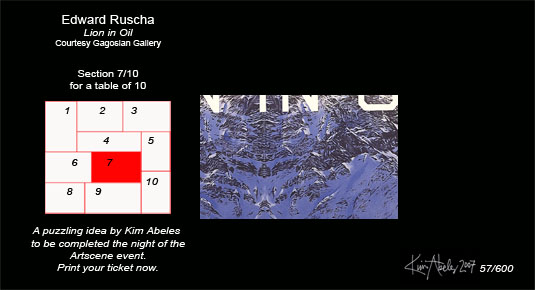 Edward Ruscha
Lion in Oil
Courtesy Gagosian Gallery
Section 7/10
for a table of 10
1 2 3
4 5
6 7
8 9 10
A puzzling idea by Kim Abeles
to be completed the night of the
Artscene event.
Print your ticket now.
N IN O
Kim Abeles 2007 57/600